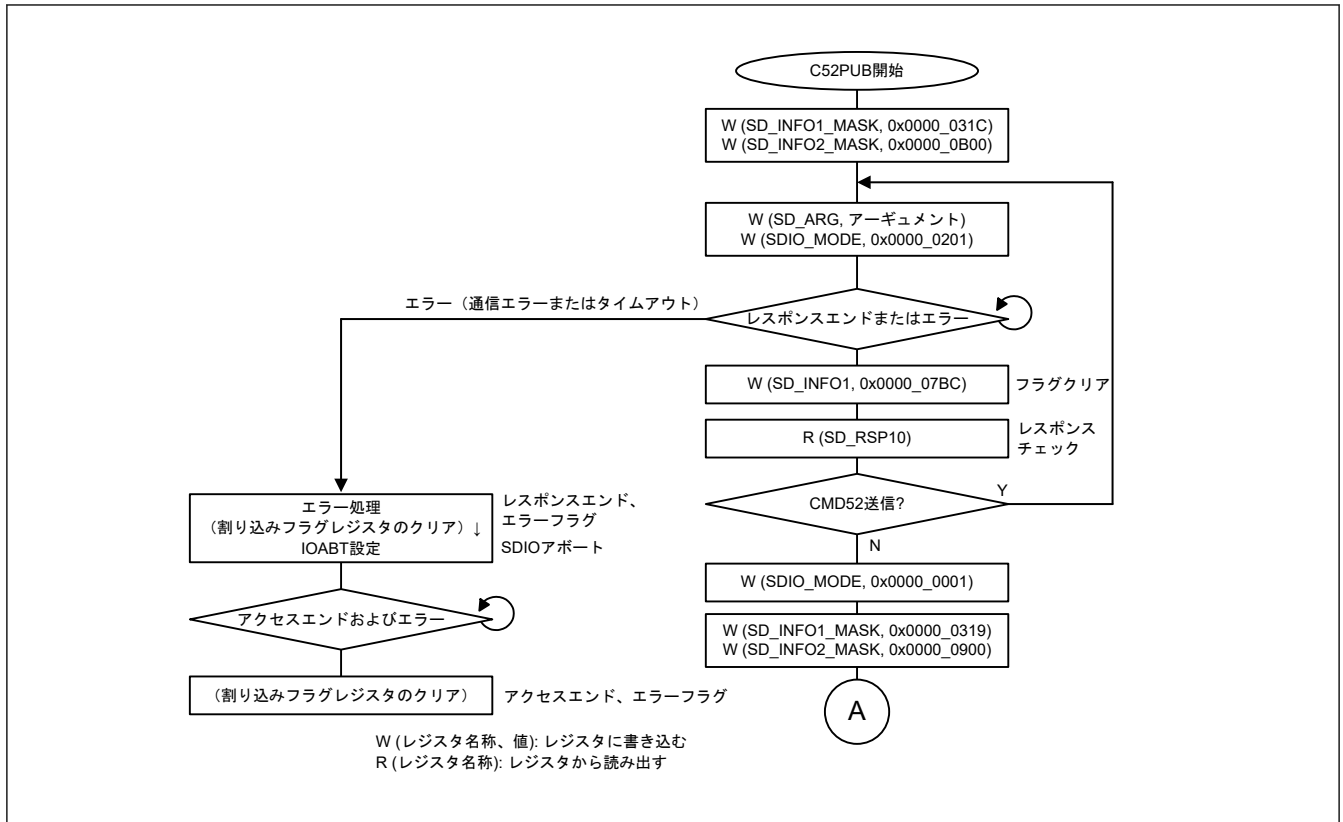 C52PUB開始
W (SD_INFO1_MASK, 0x0000_031C)
W (SD_INFO2_MASK, 0x0000_0B00)
W (SD_ARG, アーギュメント)
W (SDIO_MODE, 0x0000_0201)
エラー（通信エラーまたはタイムアウト）
レスポンスエンドまたはエラー
W (SD_INFO1, 0x0000_07BC)
フラグクリア
R (SD_RSP10)
レスポンス
チェック
CMD52送信?
Y
N
エラー処理
（割り込みフラグレジスタのクリア）↓
IOABT設定
レスポンスエンド、
エラーフラグ
SDIOアボート
W (SDIO_MODE, 0x0000_0001)
アクセスエンドおよびエラー
W (SD_INFO1_MASK, 0x0000_0319)
W (SD_INFO2_MASK, 0x0000_0900)
（割り込みフラグレジスタのクリア）
アクセスエンド、エラーフラグ
A
W (レジスタ名称、値): レジスタに書き込む
R (レジスタ名称): レジスタから読み出す